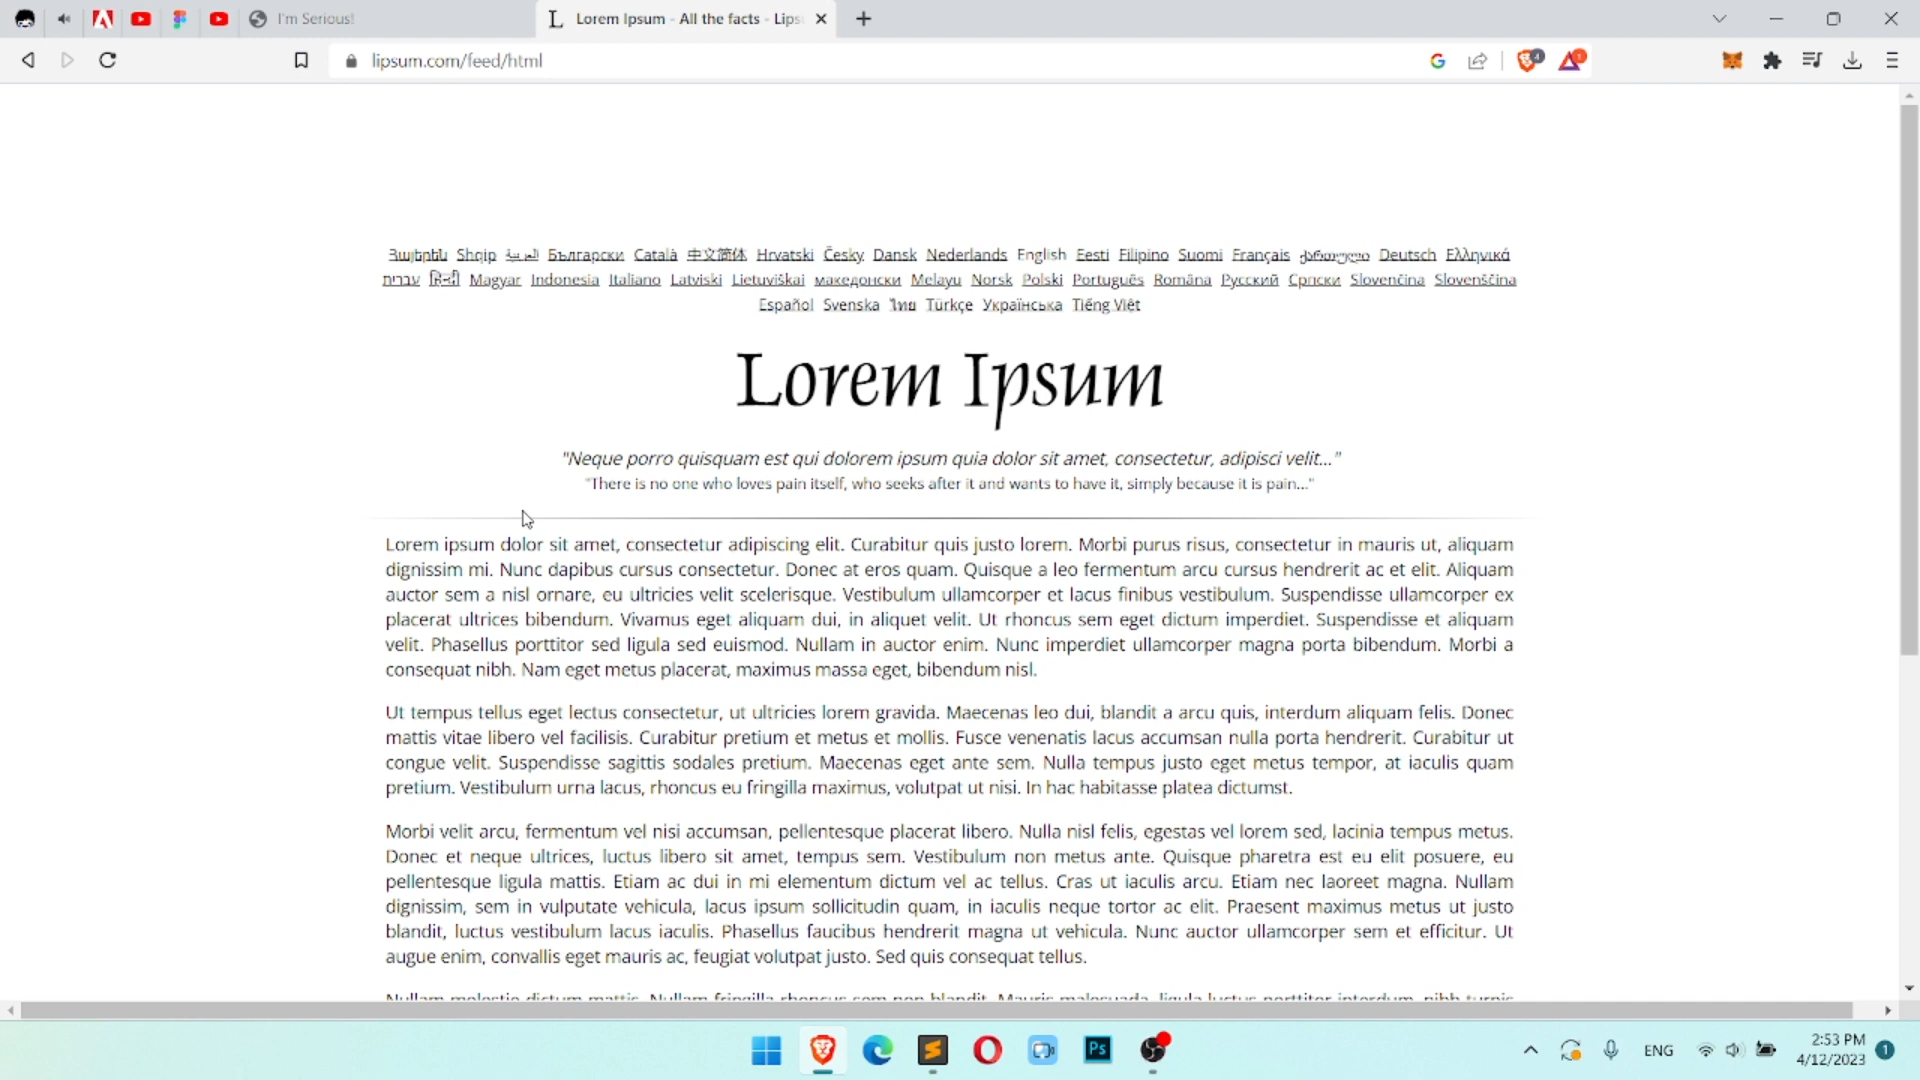 I'm Serious!
Lorem Ipsum - All the facts - Lips
lipsum.com/feed/html
Հայերեն Shqip العربية Български Català 中文简体 Hrvatski Česky Dansk Nederlands English Eesti Filipino Suomi Français ქართული Deutsch Ελληνικά
עברית हिन्दी Magyar Indonesia Italiano Latviski Lietuviškai македонски Melayu Norsk Polski Português Româna Pyccкий Српски Slovenčina Slovenščina
Español Svenska ไทย Türkçe Українська Tiếng Việt
Lorem Ipsum
"Neque porro quisquam est qui dolorem ipsum quia dolor sit amet, consectetur, adipisci velit..."
"There is no one who loves pain itself, who seeks after it and wants to have it, simply because it is pain..."
Lorem ipsum dolor sit amet, consectetur adipiscing elit. Curabitur quis justo lorem. Morbi purus risus, consectetur in mauris ut, aliquam
dignissim mi. Nunc dapibus cursus consectetur. Donec at eros quam. Quisque a leo fermentum arcu cursus hendrerit ac et elit. Aliquam
auctor sem a nisl ornare, eu ultricies velit scelerisque. Vestibulum ullamcorper et lacus finibus vestibulum. Suspendisse ullamcorper ex
placerat ultrices bibendum. Vivamus eget aliquam dui, in aliquet velit. Ut rhoncus sem eget dictum imperdiet. Suspendisse et aliquam
velit. Phasellus porttitor sed ligula sed euismod. Nullam in auctor enim. Nunc imperdiet ullamcorper magna porta bibendum. Morbi a
consequat nibh. Nam eget metus placerat, maximus massa eget, bibendum nisl.
Ut tempus tellus eget lectus consectetur, ut ultricies lorem gravida. Maecenas leo dui, blandit a arcu quis, interdum aliquam felis. Donec
mattis vitae libero vel facilisis. Curabitur pretium et metus et mollis. Fusce venenatis lacus accumsan nulla porta hendrerit. Curabitur ut
congue velit. Suspendisse sagittis sodales pretium. Maecenas eget ante sem. Nulla tempus justo eget metus tempor, at iaculis quam
pretium. Vestibulum urna lacus, rhoncus eu fringilla maximus, volutpat ut nisi. In hac habitasse platea dictumst.
Morbi velit arcu, fermentum vel nisi accumsan, pellentesque placerat libero. Nulla nisl felis, egestas vel lorem sed, lacinia tempus metus.
Donec et neque ultrices, luctus libero sit amet, tempus sem. Vestibulum non metus ante. Quisque pharetra est eu elit posuere, eu
pellentesque ligula mattis. Etiam ac dui in mi elementum dictum vel ac tellus. Cras ut iaculis arcu. Etiam nec laoreet magna. Nullam
dignissim, sem in vulputate vehicula, lacus ipsum sollicitudin quam, in iaculis neque tortor ac elit. Praesent maximus metus ut justo
blandit, luctus vestibulum lacus iaculis. Phasellus faucibus hendrerit magna ut vehicula. Nunc auctor ullamcorper sem et efficitur. Ut
augue enim, convallis eget mauris ac, feugiat volutpat justo. Sed quis consequat tellus.
Nullam molestie dictum mattis. Nullam fringilla rhoncus sem non blandit. Mauris malesuada, ligula luctus porttitor interdum, nibh turpis
Ps
ENG
2:53 PM
4/12/2023
1